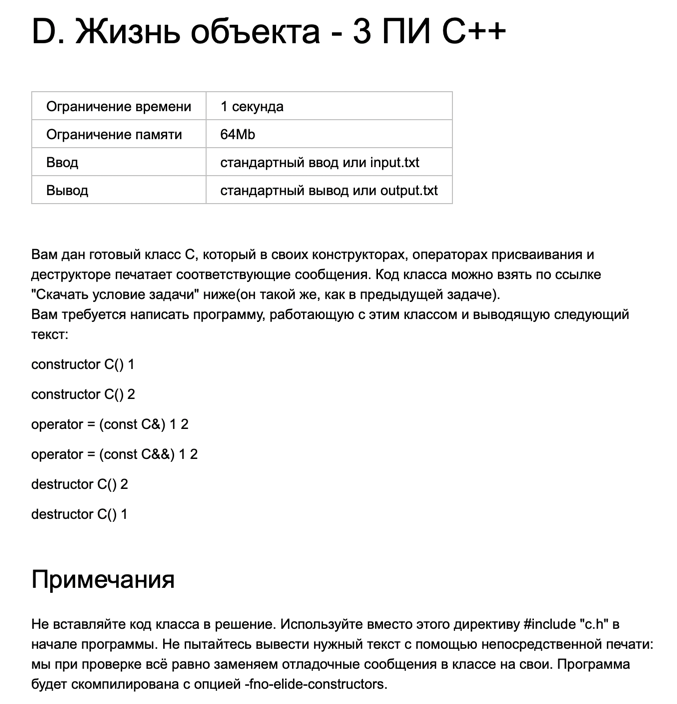 D. Жизнь объекта - 3 ПИ C++
Ограничение времени 1 секунда
Ограничение памяти 64Mb
Ввод стандартный ввод или input.txt
Вывод стандартный вывод или output.txt
Вам дан готовый класс C, который в своих конструкторах, операторах присваивания и
деструкторе печатает соответствующие сообщения. Код класса можно взять по ссылке
"Скачать условие задачи" ниже(он такой же, как в предыдущей задаче).
Вам требуется написать программу, работающую с этим классом и выводящую следующий
текст:
constructor C() 1
constructor C() 2
operator = (const C&) 1 2
operator = (const C&&) 1 2
destructor C() 2
destructor C() 1
Примечания
Не вставляйте код класса в решение. Используйте вместо этого директиву #include "c.h" в
начале программы. Не пытайтесь вывести нужный текст с помощью непосредственной печати:
мы при проверке всё равно заменяем отладочные сообщения в классе на свои. Программа
будет скомпилирована с опцией -fno-elide-constructors.